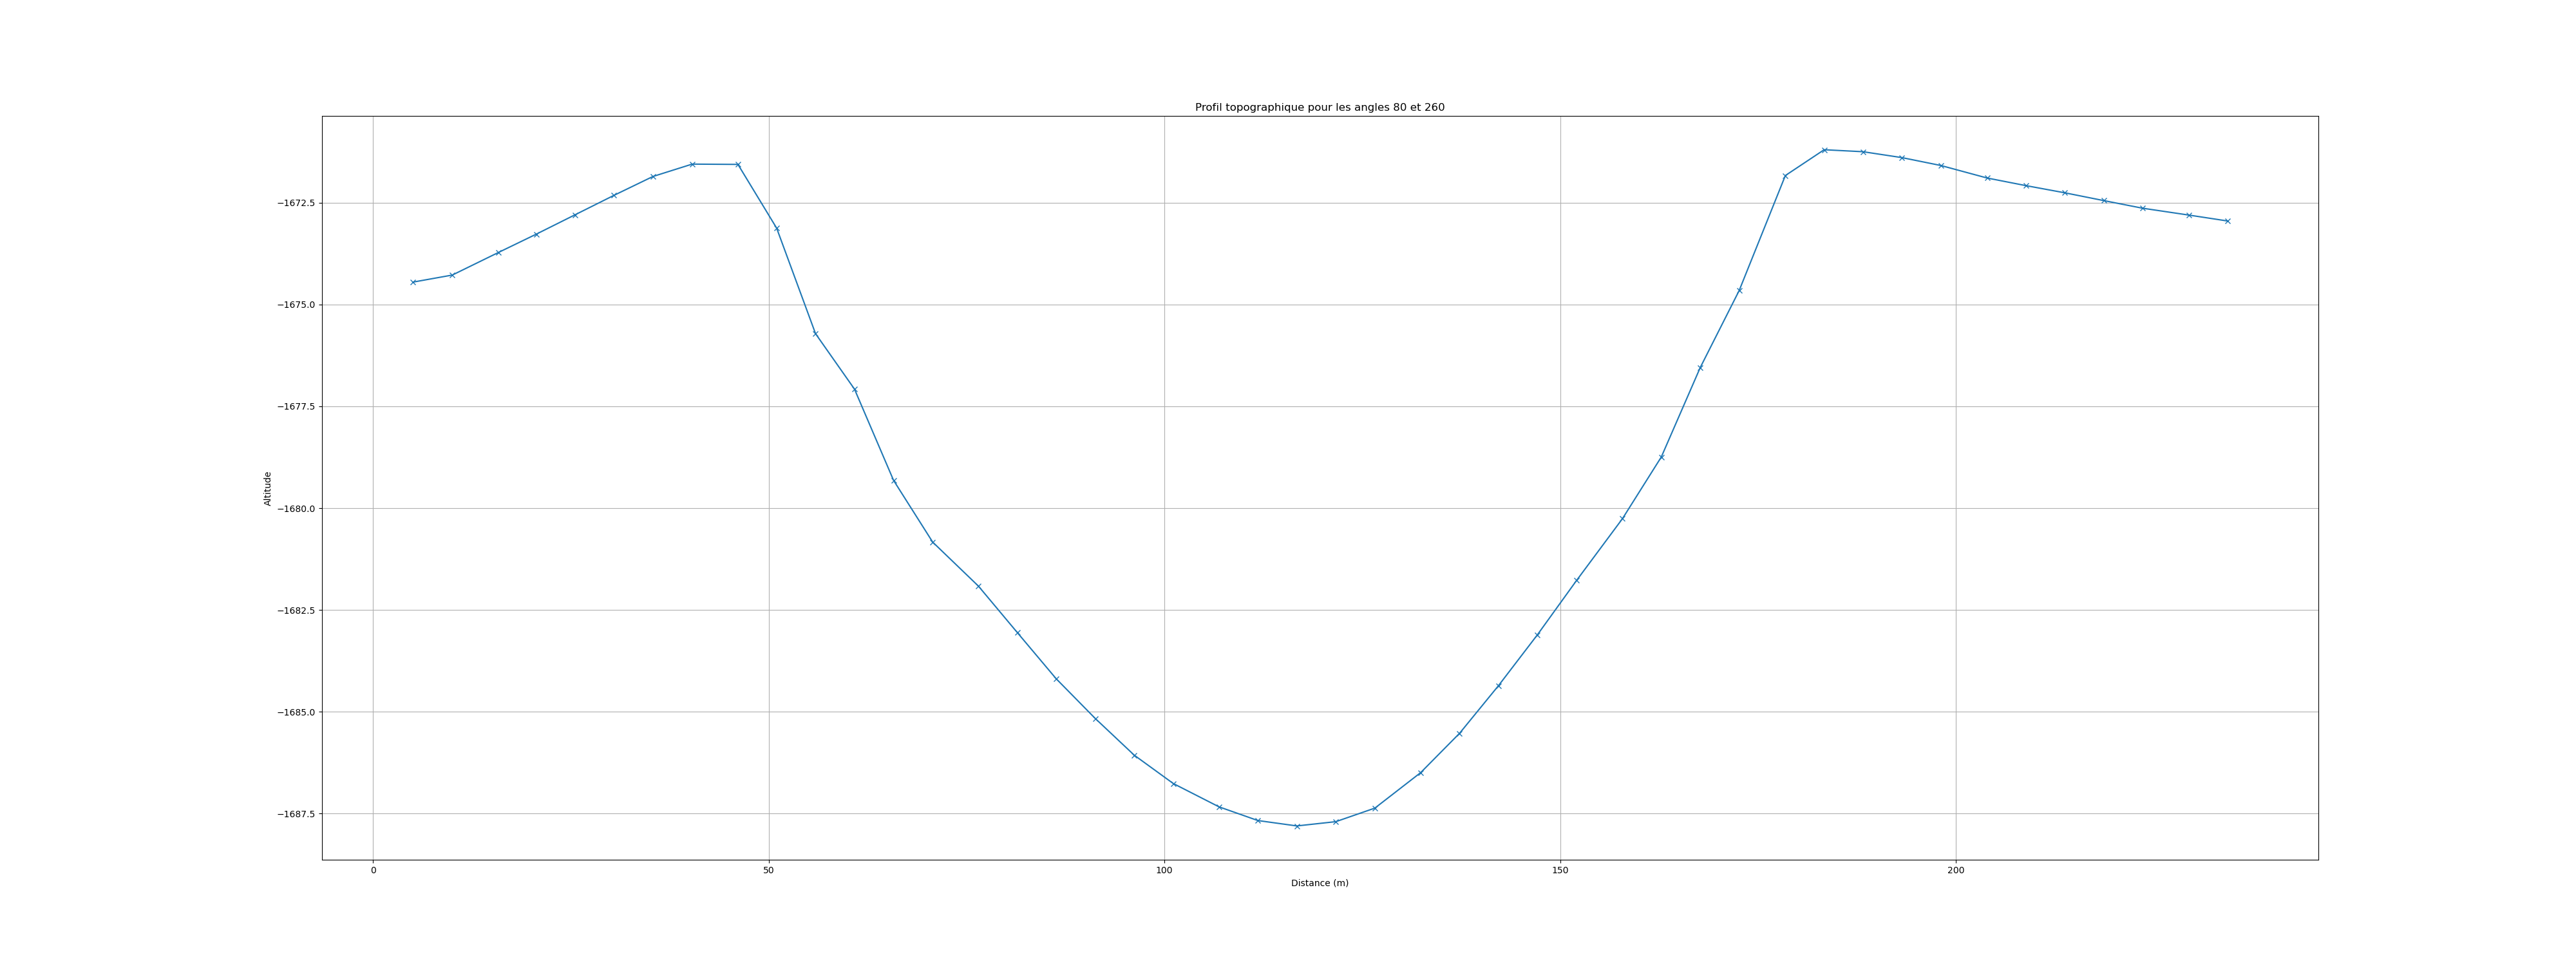 Profil topographique pour les angles 80 et 260
Altitude
−1672.5
−1675.0
−1677.5
−1680.0
−1682.5
−1685.0
−1687.5
0 50 100 150 200
Distance (m)